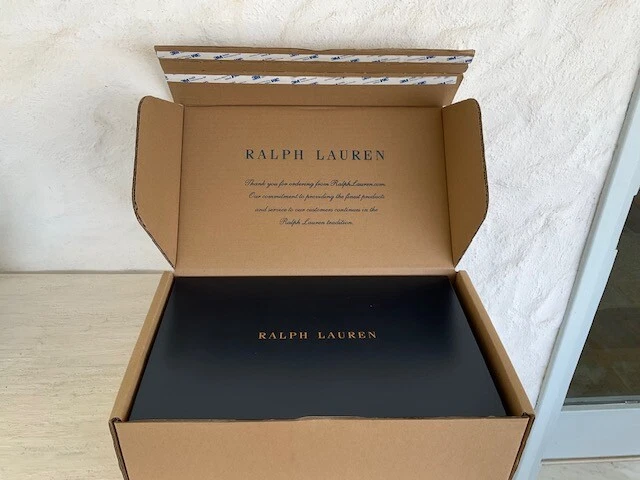 RALPH LAUREN
Thank you for ordering from RalphLauren.com.
Our commitment to providing the finest products
and service to our customers continues in the
Ralph Lauren tradition.
RALPH LAUREN